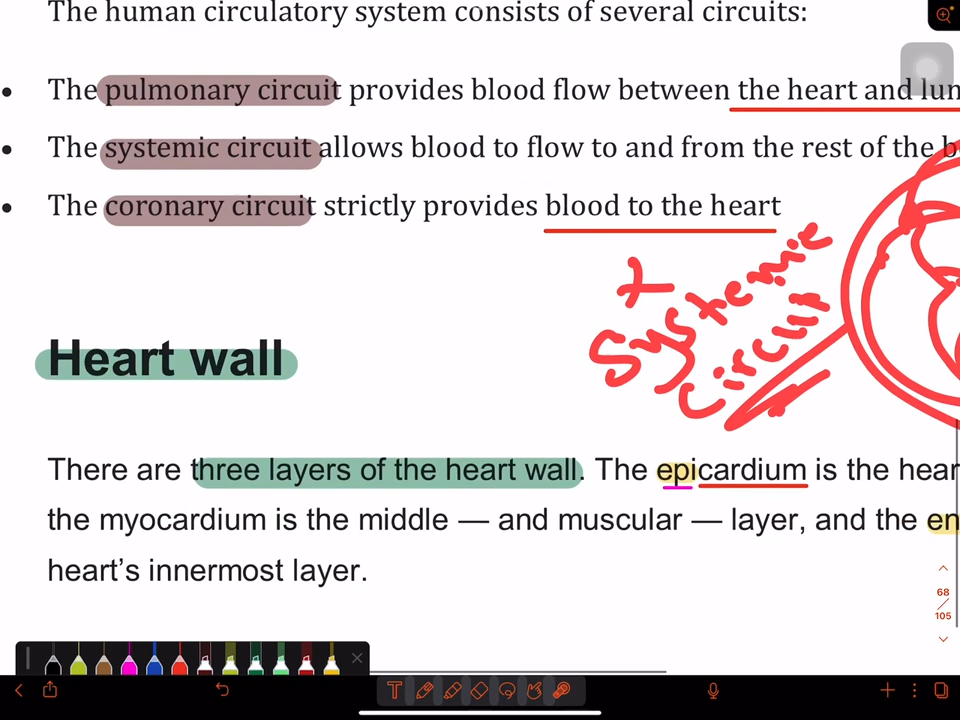 The human circulatory system consists of several circuits:
• The pulmonary circuit provides blood flow between the heart and lun
• The systemic circuit allows blood to flow to and from the rest of the b
• The coronary circuit strictly provides blood to the heart
Systemic
circuit
Heart wall
There are three layers of the heart wall. The epicardium is the hear
the myocardium is the middle — and muscular — layer, and the en
heart's innermost layer.
68
105
T